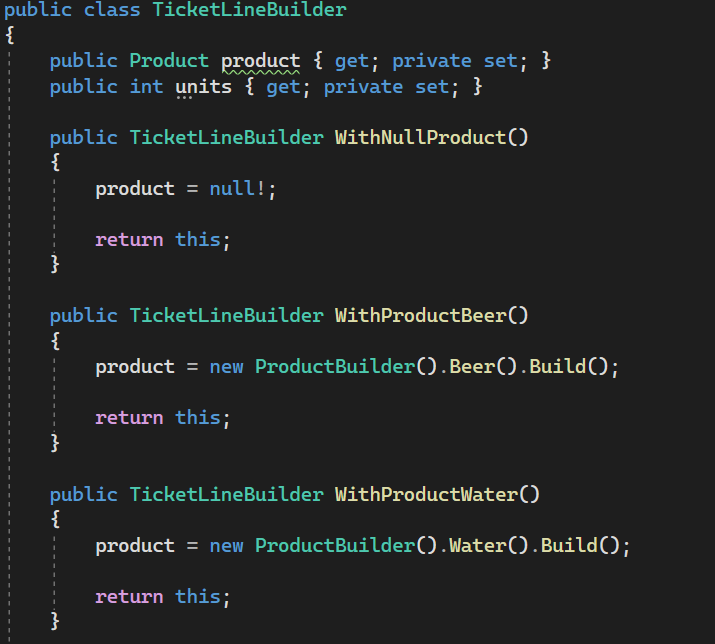 public class TicketLineBuilder
{
public Product product { get; private set; }
public int units { get; private set; }
public TicketLineBuilder WithNullProduct()
{
product = null!;
return this;
}
public TicketLineBuilder WithProductBeer()
{
product = new ProductBuilder().Beer().Build();
return this;
}
public TicketLineBuilder WithProductWater()
{
product = new ProductBuilder().Water().Build();
return this;
}